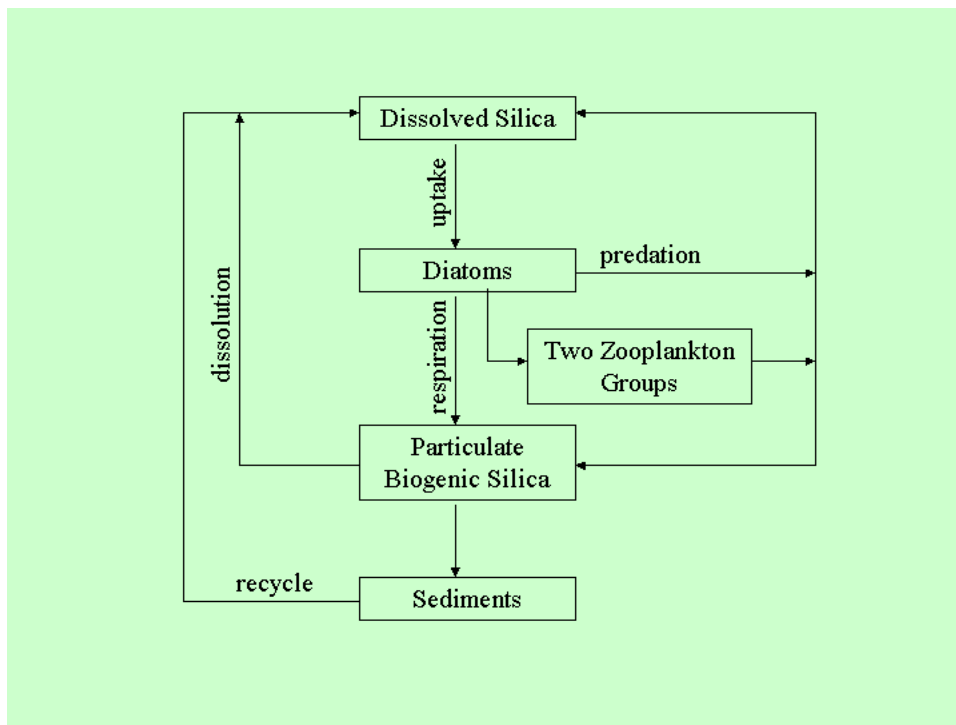 Dissolved Silica
uptake
Diatoms
predation
dissolution
respiration
Two Zooplankton
Groups
Particulate
Biogenic Silica
recycle
Sediments